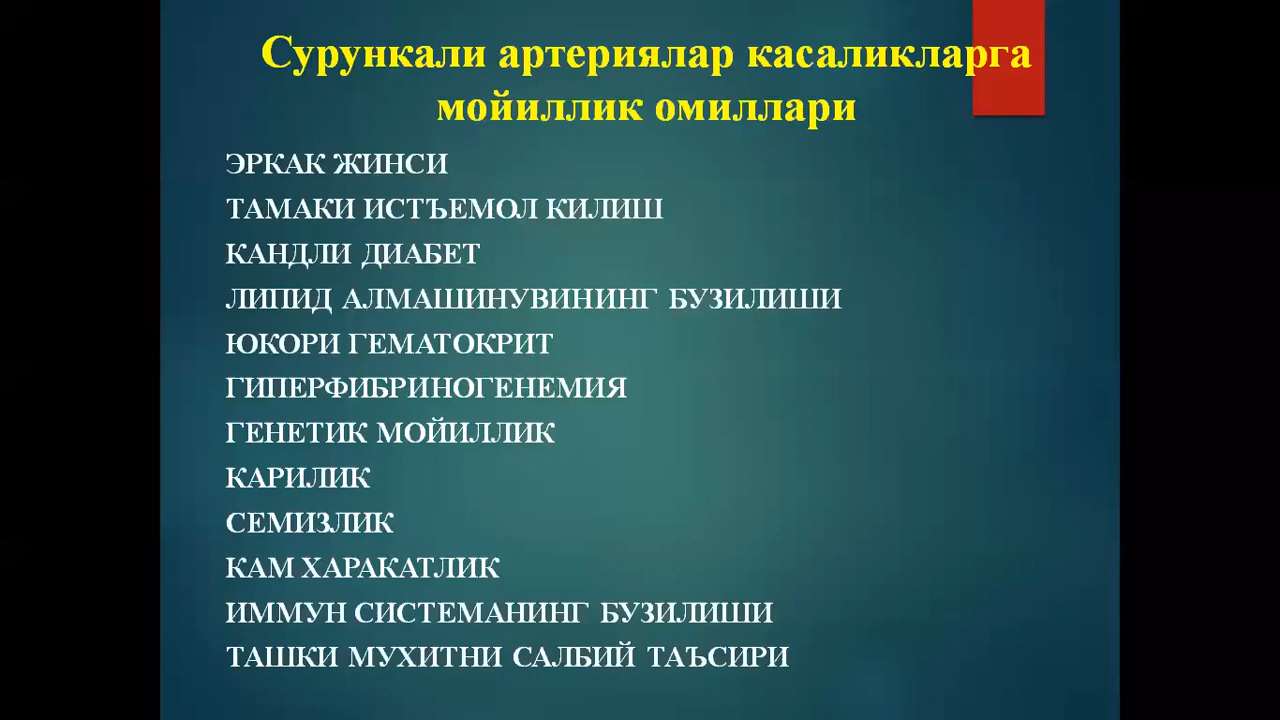 Сурункали артериялар касаликларга
мойиллик омиллари
ЭРКАК ЖИНСИ
ТАМАКИ ИСТЪЕМОЛ КИЛИШ
КАНДЛИ ДИАБЕТ
ЛИПИД АЛМАШИНУВИНИНГ БУЗИЛИШИ
ЮКОРИ ГЕМАТОКРИТ
ГИПЕРФИБРИНОГЕНЕМИЯ
ГЕНЕТИК МОЙИЛЛИК
КАРИЛИК
СЕМИЗЛИК
КАМ ХАРАКАТЛИК
ИММУН СИСТЕМАНИНГ БУЗИЛИШИ
ТАШКИ МУХИТНИ САЛБИЙ ТАЪСИРИ